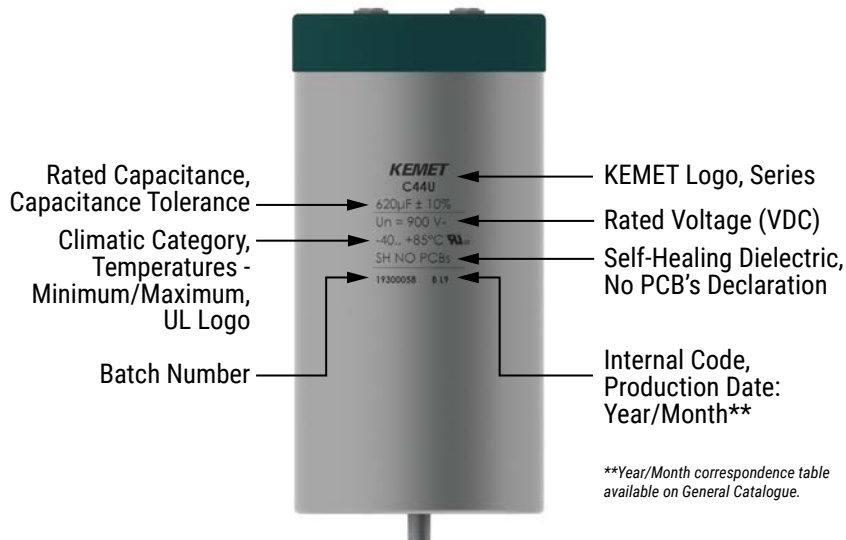 KEMET
C44U
620µF ± 10%
Un = 900 V-
-40.. +85°C
SH NO PCBs
19300058 B L9
Rated Capacitance,
Capacitance Tolerance
Climatic Category,
Temperatures -
Minimum/Maximum,
UL Logo
Batch Number
KEMET Logo, Series
Rated Voltage (VDC)
Self-Healing Dielectric,
No PCB's Declaration
Internal Code,
Production Date:
Year/Month**
**Year/Month correspondence table
available on General Catalogue.